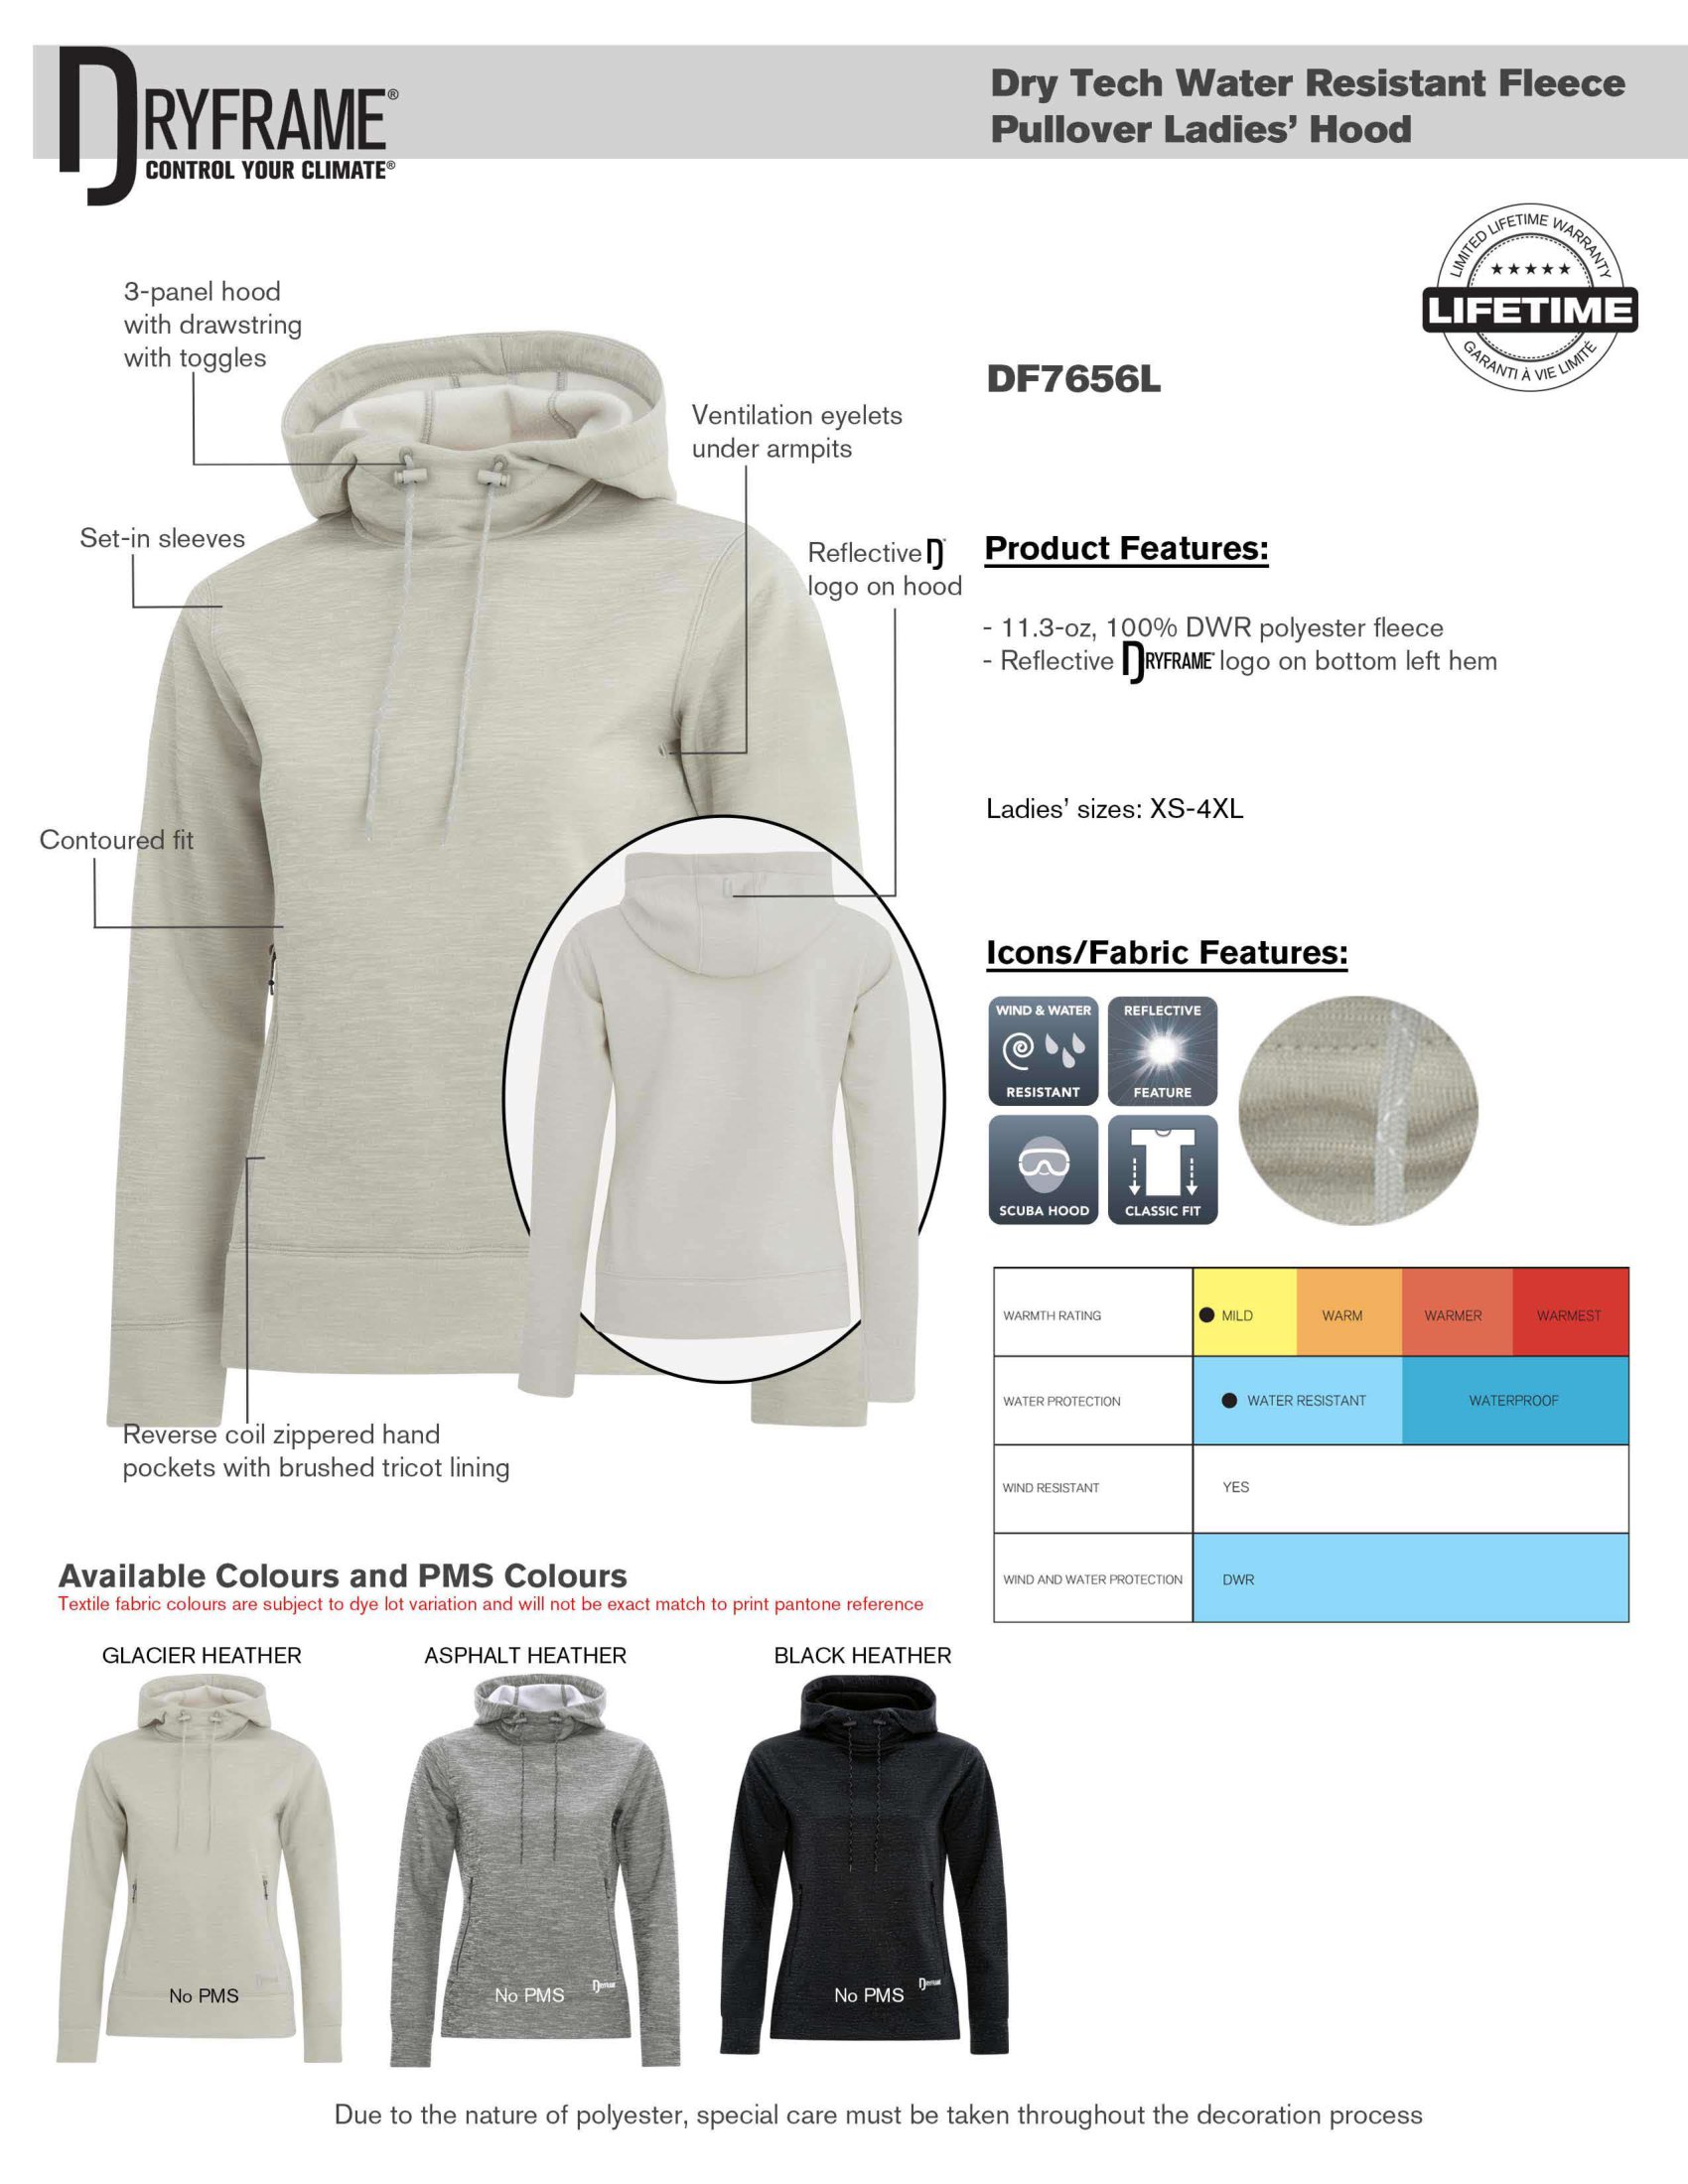 DRYFRAME®
CONTROL YOUR CLIMATE®
Dry Tech Water Resistant Fleece
Pullover Ladies’ Hood
LIMITED LIFETIME WARRANTY
LIFETIME
GARANTI À VIE LIMITÉ
3-panel hood
with drawstring
with toggles
DF7656L
Ventilation eyelets
under armpits
Set-in sleeves
Reflective D
logo on hood
Product Features:
- 11.3-oz, 100% DWR polyester fleece
- Reflective DRYFRAME logo on bottom left hem
Ladies’ sizes: XS-4XL
Contoured fit
Icons/Fabric Features:
WIND & WATER
RESISTANT
REFLECTIVE
FEATURE
SCUBA HOOD
CLASSIC FIT
WARMTH RATING MILD WARM WARMER WARMEST
WATER PROTECTION WATER RESISTANT WATERPROOF
WIND RESISTANT YES
WIND AND WATER PROTECTION DWR
Reverse coil zippered hand
pockets with brushed tricot lining
Available Colours and PMS Colours
Textile fabric colours are subject to dye lot variation and will not be exact match to print pantone reference
GLACIER HEATHER
ASPHALT HEATHER
BLACK HEATHER
No PMS
No PMS
DRYFRAME
No PMS
DRYFRAME
Due to the nature of polyester, special care must be taken throughout the decoration process